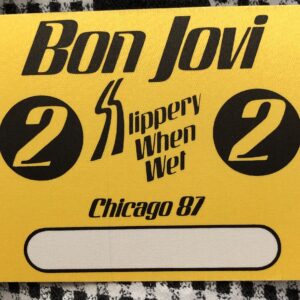 Bon Jovi
2 Slippery 2
When
Wet
Chicago 87